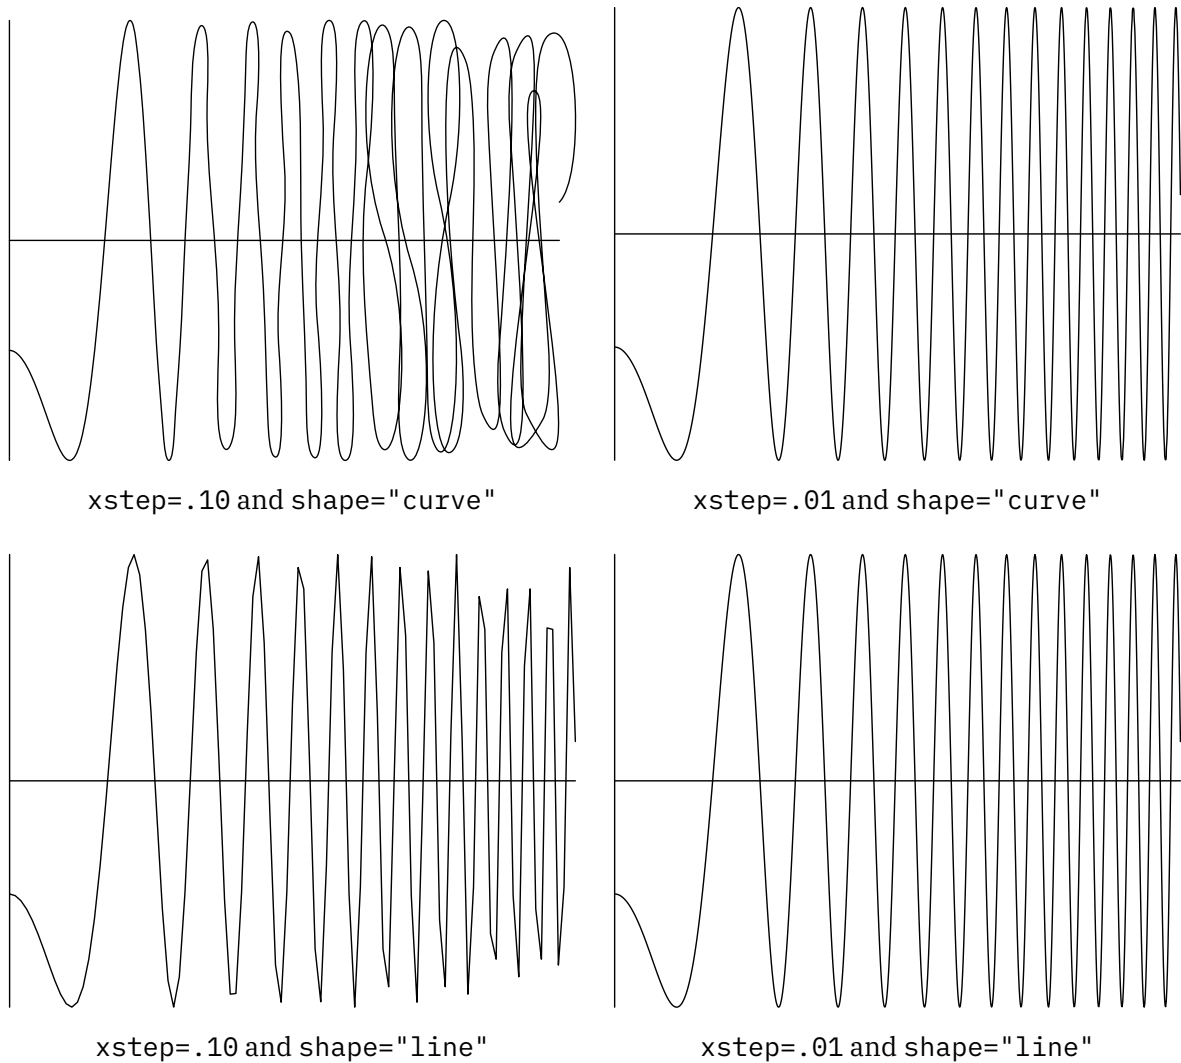 xstep=.10 and shape="curve"
xstep=.01 and shape="curve"
xstep=.10 and shape="line"
xstep=.01 and shape="line"